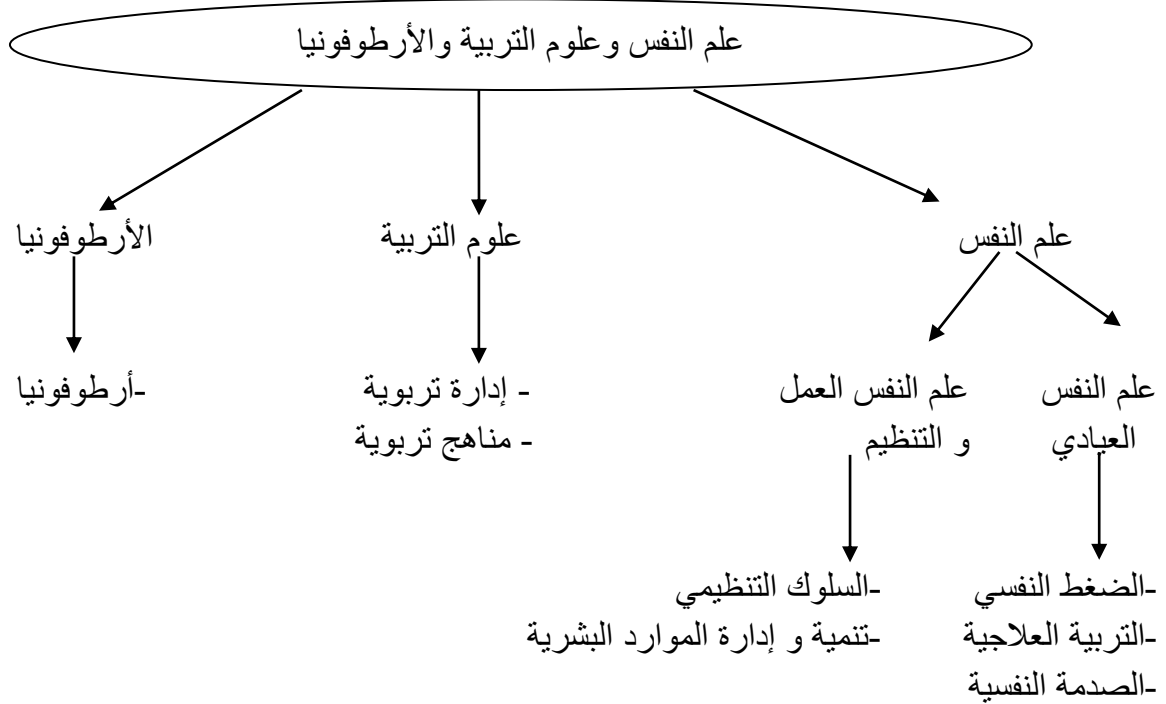 علم النفس وعلوم التربية والأرطوفونيا
علم النفس
علوم التربية
الأرطوفونيا
علم النفس
العيادي
علم النفس العمل
و التنظيم
- إدارة تربوية
- مناهج تربوية
-أرطوفونيا
-الضغط النفسي
-التربية العلاجية
-الصدمة النفسية
-السلوك التنظيمي
-تنمية و إدارة الموارد البشرية